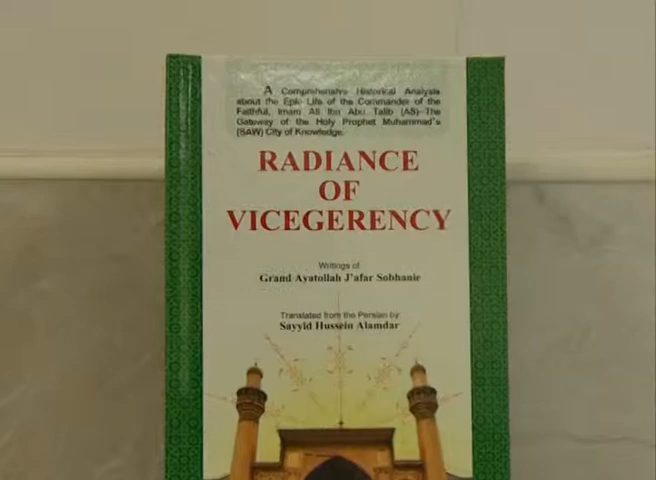 A Comprehensive Historical Analysis
about the Epic Life of the Commander of the
Faithful, Imam Ali Ibn Abu Talib (AS)-The
Gateway of the Holy Prophet Muhammad's
(SAW) City of Knowledge.
RADIANCE
OF
VICEGERENCY
Writings of
Grand Ayatollah J'afar Sobhanie
Translated from the Persian by:
Sayyid Hussein Alamdar